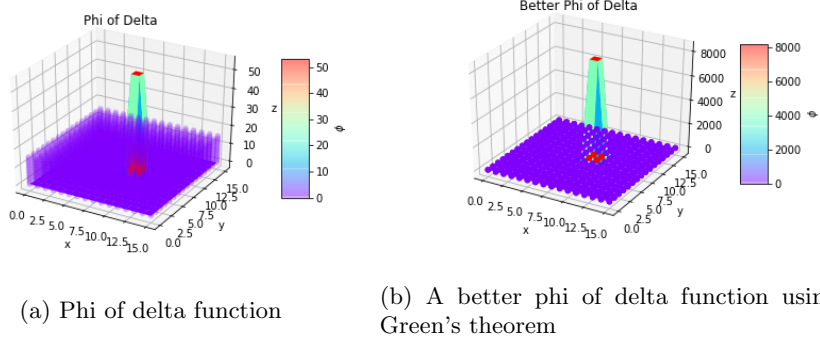 Phi of Delta
50
40
30
20
10
0
z
50
40
30
20
10
0
ϕ
0.0 2.5 5.0 7.5 10.0 12.5 15.0
x
0.0 2.5 5.0 7.5 10.0 12.5 15.0
y
(a) Phi of delta function
Better Phi of Delta
8000
6000
4000
2000
0
z
8000
6000
4000
2000
0
ϕ
0.0 2.5 5.0 7.5 10.0 12.5 15.0
x
0.0 2.5 5.0 7.5 10.0 12.5 15.0
y
(b) A better phi of delta function usin
Green's theorem